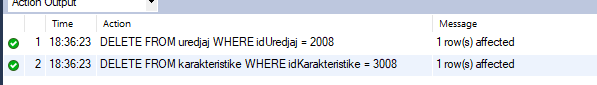 Action Output
Time Action Message
1 18:36:23 DELETE FROM uredjaj WHERE idUredjaj = 2008 1 row(s) affected
2 18:36:23 DELETE FROM karakteristike WHERE idKarakteristike = 3008 1 row(s) affected